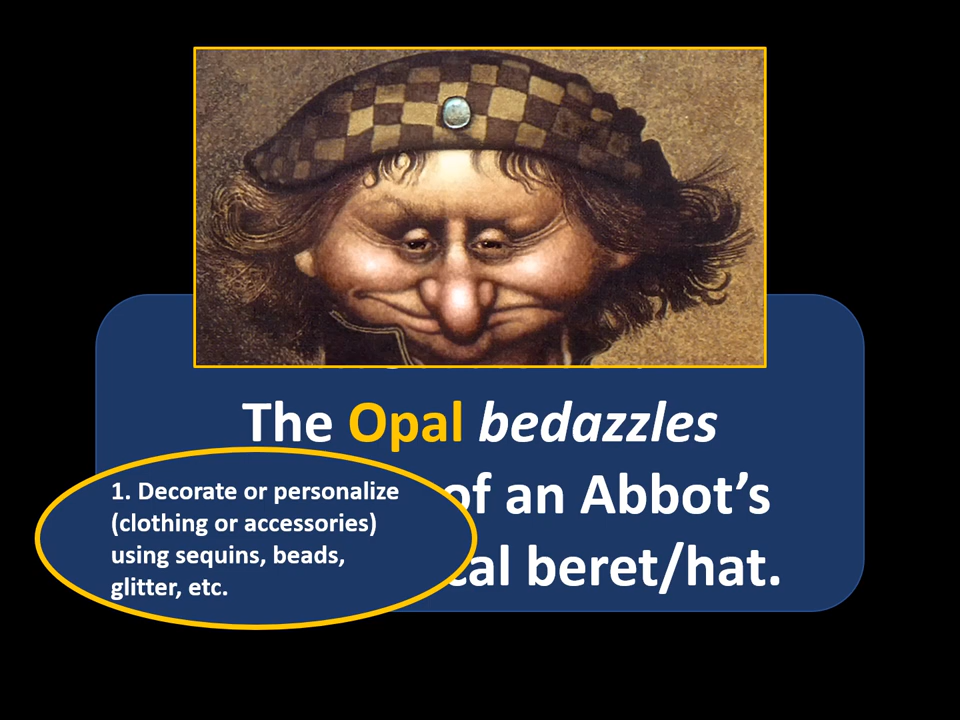 The Opal bedazzles
of an Abbot's
cal beret/hat.
1. Decorate or personalize
(clothing or accessories)
using sequins, beads,
glitter, etc.